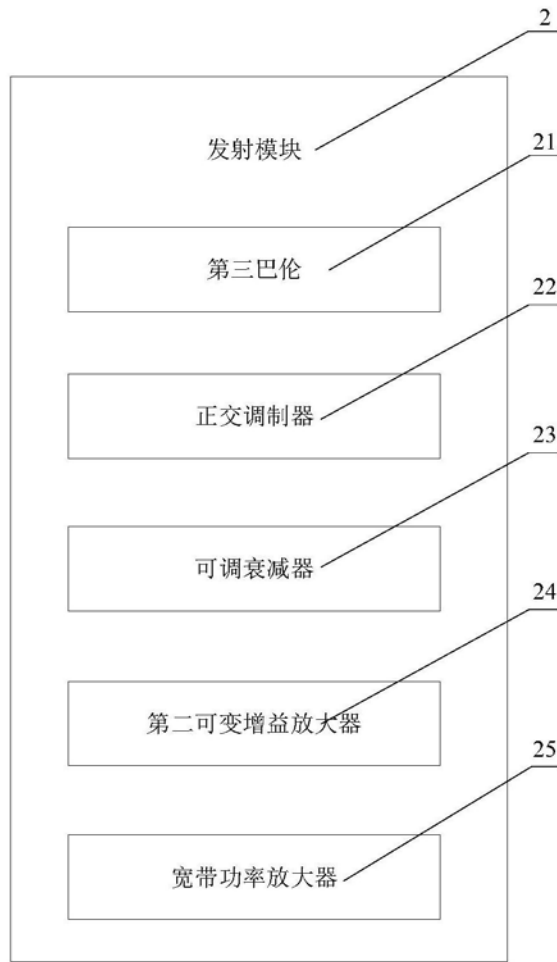 2
发射模块
21
第三巴伦
22
正交调制器
23
可调衰减器
24
第二可变增益放大器
25
宽带功率放大器